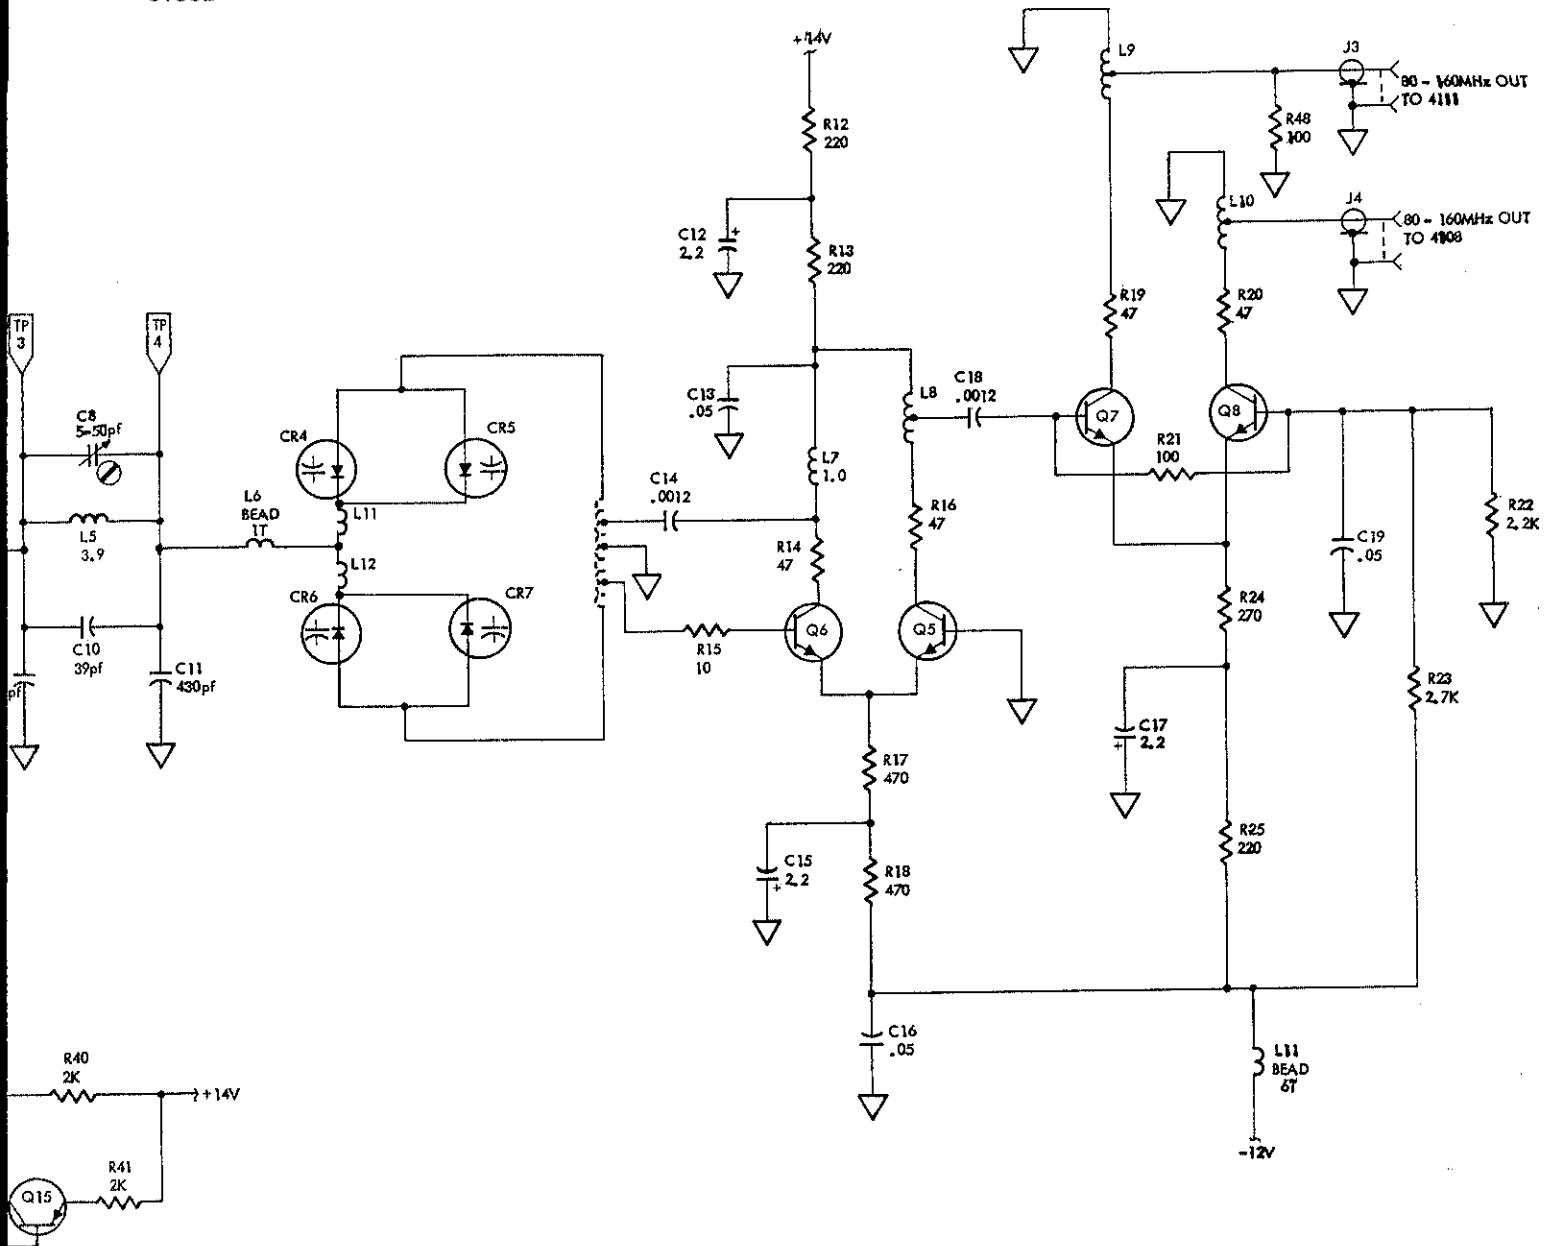 +14V
L9
J3
80 - 160MHz OUT
TO 4111
R12
220
R48
100
L10
J4
80 - 160MHz OUT
TO 4108
C12
2.2
+
R13
220
R19
47
R20
47
TP
3
TP
4
C8
5-50pf
C13
.05
L8
C18
.0012
Q7
Q8
CR4
CR5
R21
100
L7
1.0
L6
BEAD
1T
C14
.0012
L11
R16
47
R22
2.2K
L5
3.9
R14
47
C19
.05
L12
CR6
CR7
R24
270
Q6
Q5
C10
39pf
R15
10
C11
430pf
pf
R23
2.7K
C17
2.2
+
R17
470
R25
220
C15
2.2
+
R18
470
C16
.05
L11
BEAD
6T
R40
2K
+14V
-12V
R41
2K
Q15